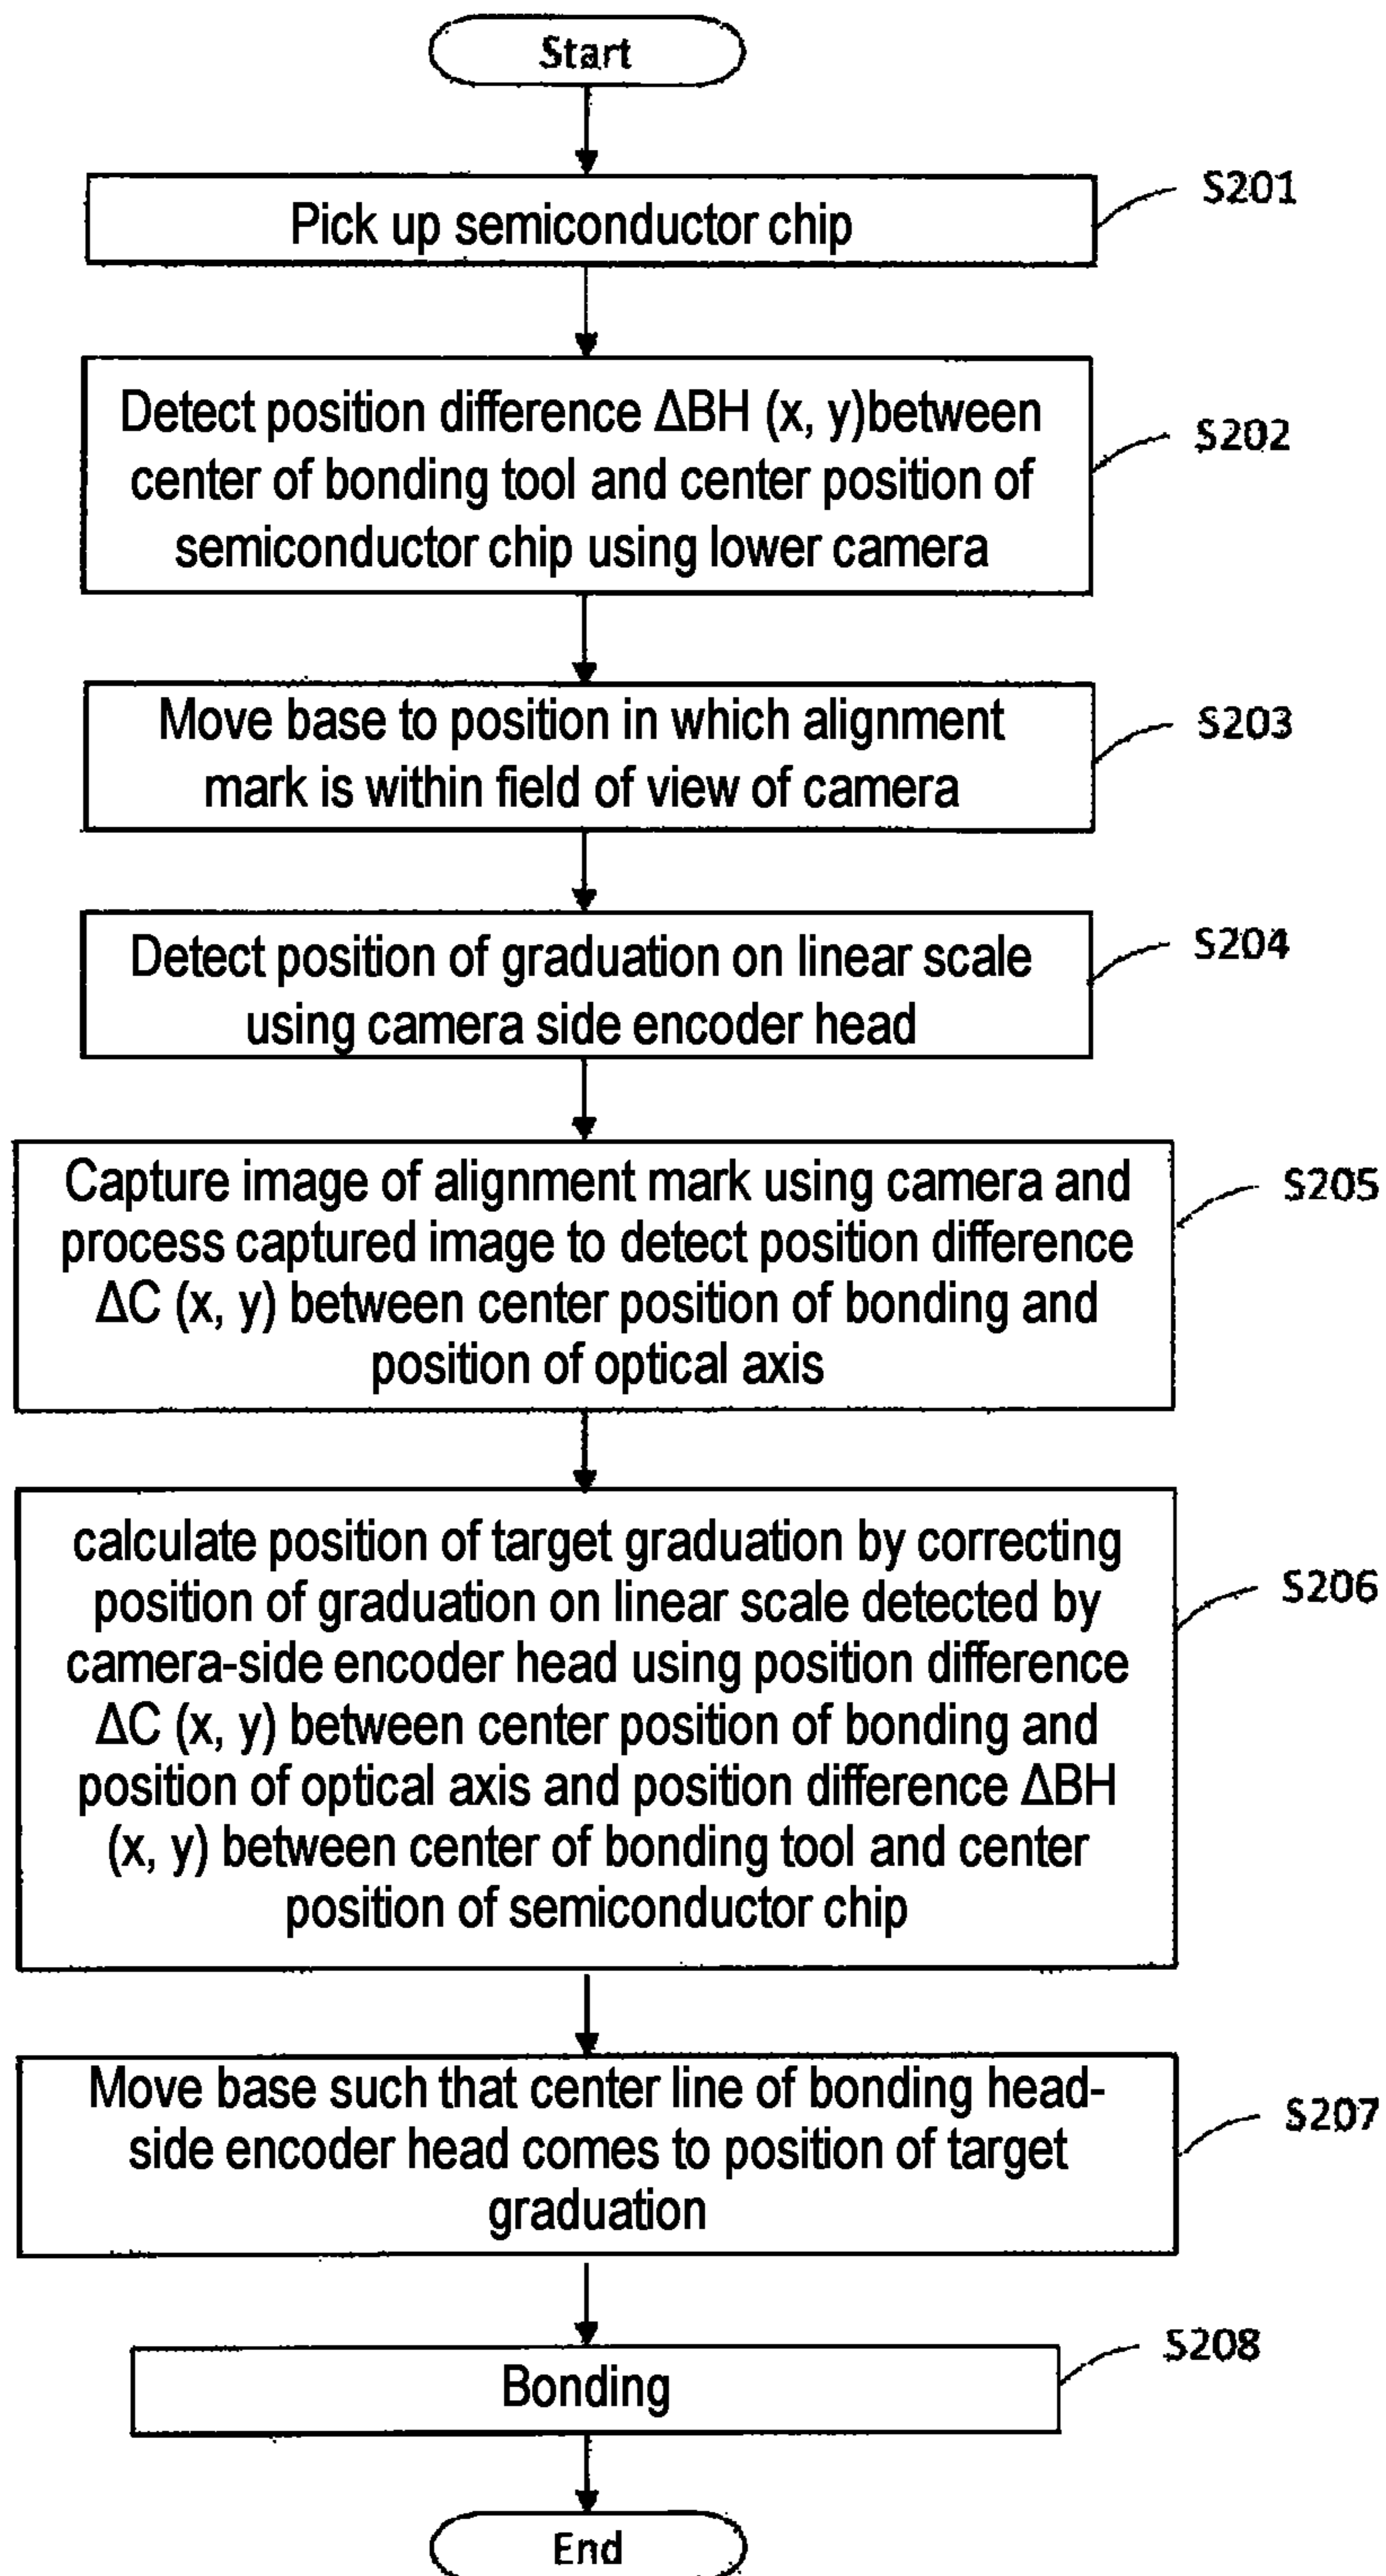 Start
Pick up semiconductor chip
S201
Detect position difference ΔBH (x, y)between
center of bonding tool and center position of
semiconductor chip using lower camera
S202
Move base to position in which alignment
mark is within field of view of camera
S203
Detect position of graduation on linear scale
using camera side encoder head
S204
Capture image of alignment mark using camera and
process captured image to detect position difference
ΔC (x, y) between center position of bonding and
position of optical axis
S205
calculate position of target graduation by correcting
position of graduation on linear scale detected by
camera-side encoder head using position difference
ΔC (x, y) between center position of bonding and
position of optical axis and position difference ΔBH
(x, y) between center of bonding tool and center
position of semiconductor chip
S206
Move base such that center line of bonding head-
side encoder head comes to position of target
graduation
S207
Bonding
S208
End